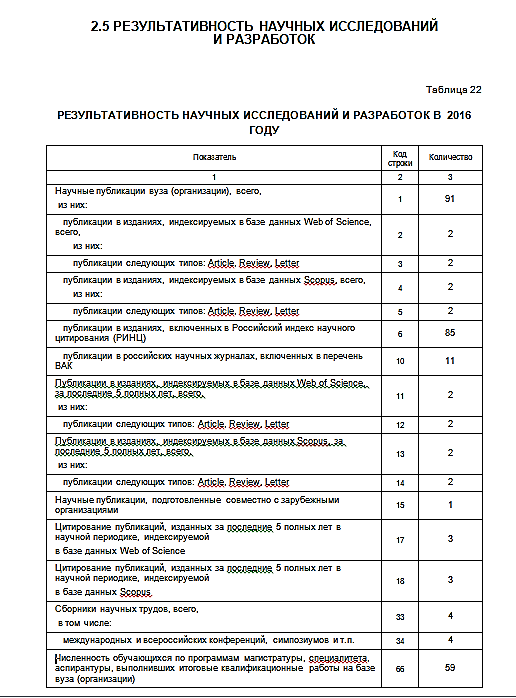 2.5 РЕЗУЛЬТАТИВНОСТЬ НАУЧНЫХ ИССЛЕДОВАНИЙ
И РАЗРАБОТОК
Таблица 22
РЕЗУЛЬТАТИВНОСТЬ НАУЧНЫХ ИССЛЕДОВАНИЙ И РАЗРАБОТОК В 2016
ГОДУ
Показатель
Код
строки
Количество
1
2
3
Научные публикации вуза (организации), всего,
из них:
1
91
публикации в изданиях, индексируемых в базе данных Web of Science,
всего,
из них:
2
2
публикации следующих типов: Article, Review, Letter
3
2
публикации в изданиях, индексируемых в базе данных Scopus, всего,
из них:
4
2
публикации следующих типов: Article, Review, Letter
5
2
публикации в изданиях, включенных в Российский индекс научного
цитирования (РИНЦ)
6
85
публикации в российских научных журналах, включенных в перечень
ВАК
10
11
Публикации в изданиях, индексируемых в базе данных Web of Science,
за последние 5 полных лет, всего,
из них:
11
2
публикации следующих типов: Article, Review, Letter
12
2
Публикации в изданиях, индексируемых в базе данных Scopus, за
последние 5 полных лет, всего,
из них:
13
2
публикации следующих типов: Article, Review, Letter
14
2
Научные публикации, подготовленные совместно с зарубежными
организациями
15
1
Цитирование публикаций, изданных за последние 5 полных лет в
научной периодике, индексируемой
в базе данных Web of Science
17
3
Цитирование публикаций, изданных за последние 5 полных лет в
научной периодике, индексируемой
в базе данных Scopus
18
3
Сборники научных трудов, всего,
в том числе:
33
4
международных и всероссийских конференций, симпозиумов и т.п.
34
4
Численность обучающихся по программам магистратуры, специалитета,
аспирантуры, выполнивших итоговые квалификационные работы на базе
вуза (организации)
66
59